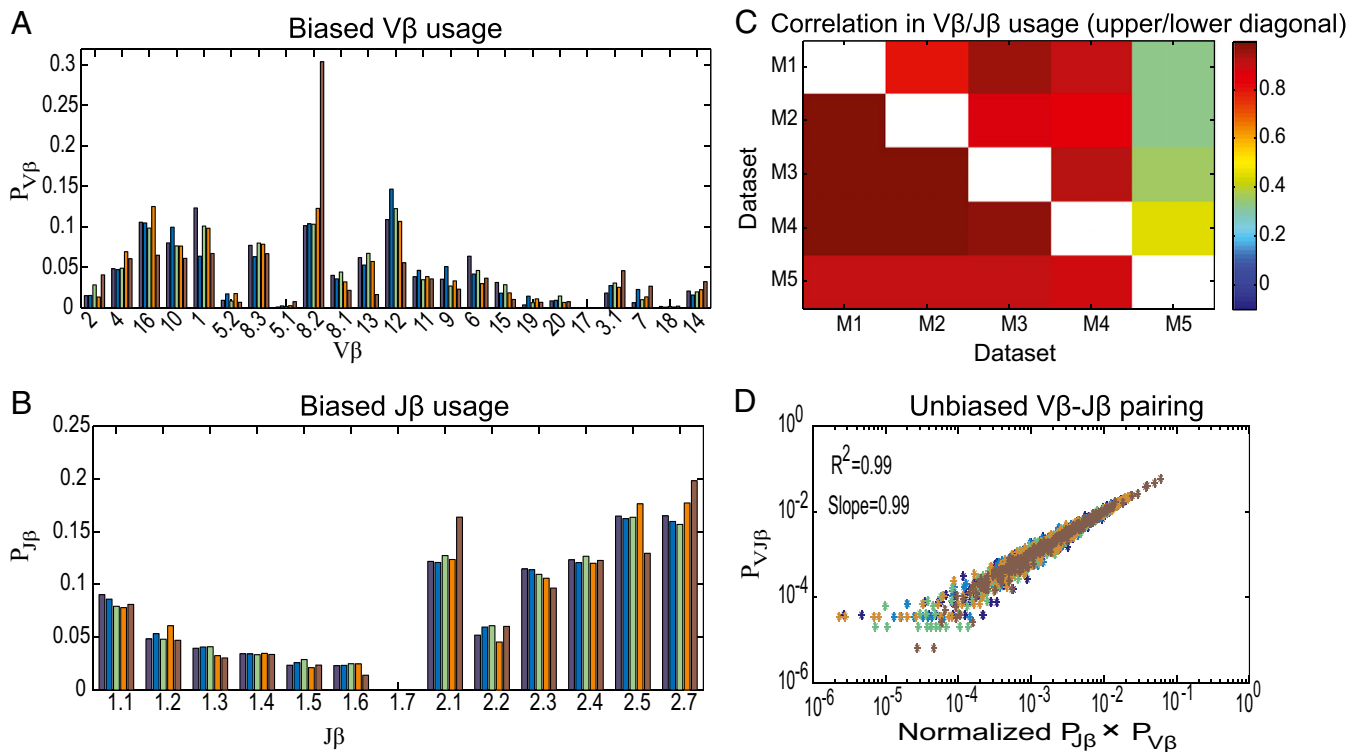 A
Biased Vβ usage
0.3
0.25
0.2
0.15
0.1
0.05
0
PVβ
2 4 16 10 1 5.2 8.3 5.1 8.2 8.1 13 12 11 9 6 15 19 20 17 3.1 7 18 14
Vβ
B
Biased Jβ usage
0.25
0.2
0.15
0.1
0.05
0
PJβ
1.1 1.2 1.3 1.4 1.5 1.6 1.7 2.1 2.2 2.3 2.4 2.5 2.7
Jβ
C
Correlation in Vβ/Jβ usage (upper/lower diagonal)
M1
M2
M3
M4
M5
Dataset
M1 M2 M3 M4 M5
Dataset
0.8
0.6
0.4
0.2
0
D
Unbiased Vβ-Jβ pairing
R²=0.99
Slope=0.99
10⁰
10⁻²
10⁻⁴
10⁻⁶
PVJβ
10⁻⁶ 10⁻⁵ 10⁻⁴ 10⁻³ 10⁻² 10⁻¹ 10⁰
Normalized PJβ × PVβ